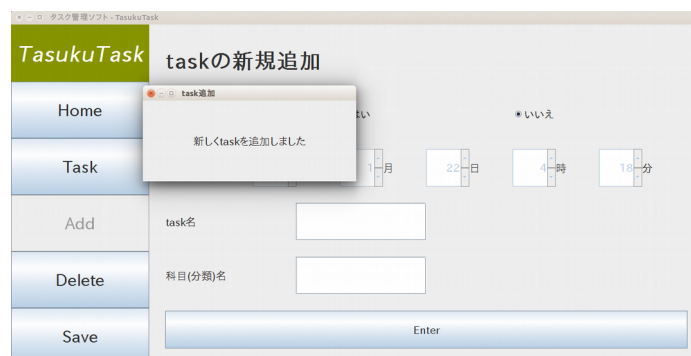 タスク管理ソフト - TasukuTask
TasukuTask
taskの新規追加
task追加
新しくtaskを追加しました
Home
いいえ
Task
1 月 22 日 4 時 18 分
Add
task名
Delete
科目(分類)名
Save
Enter